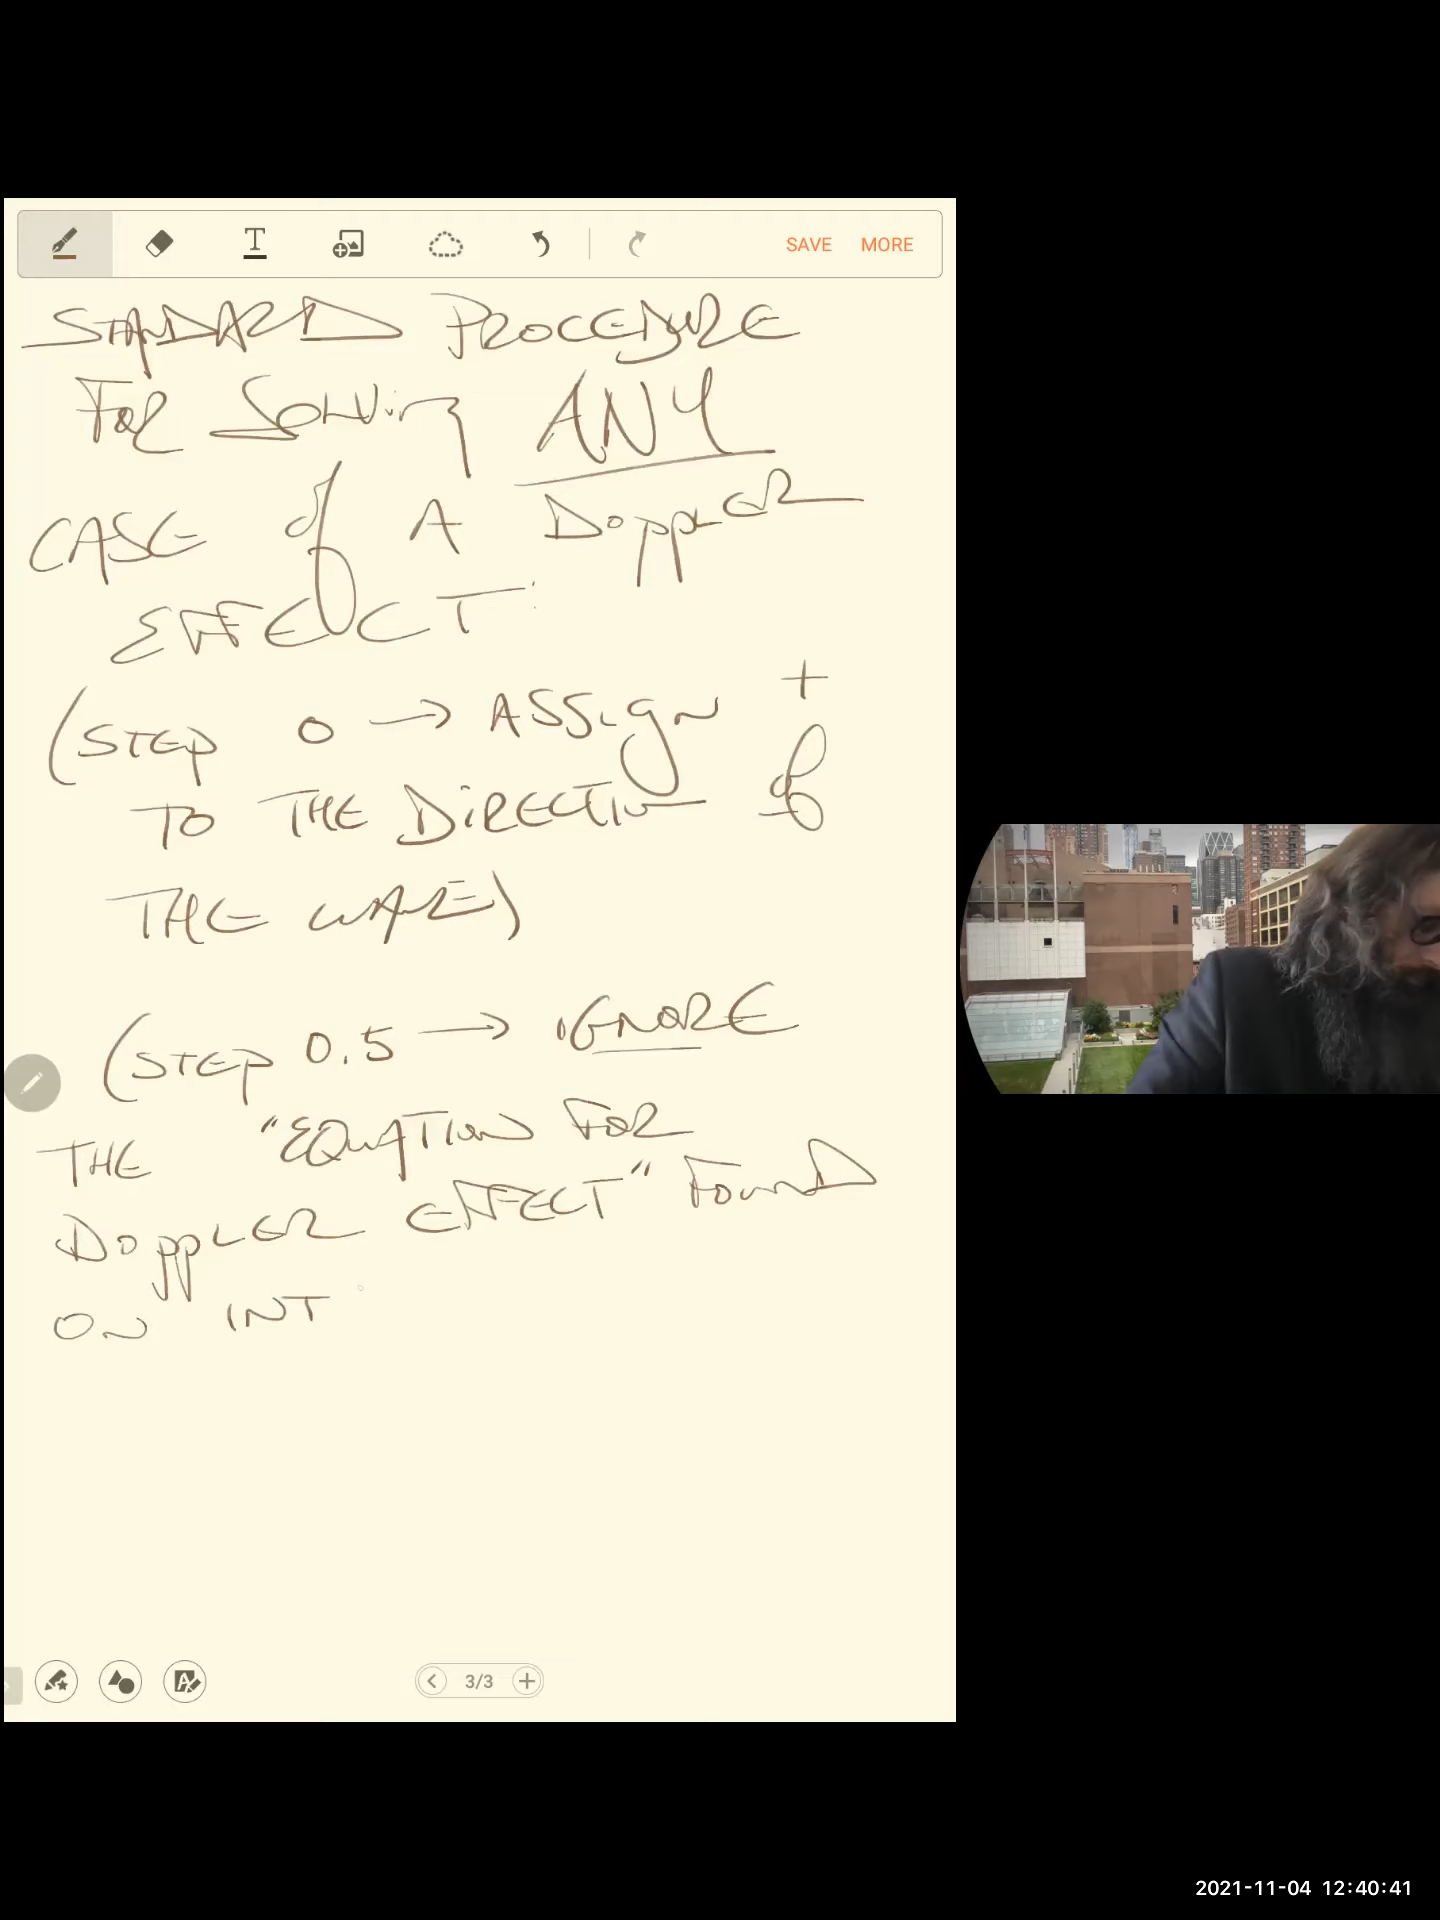 T
SAVE MORE
STANDARD PROCEDURE
FOR Solving ANY
CASE of A DOPPLER
EFFECT:
(STEP 0 → ASSIGN +
TO THE DIRECTION of
THE WAVE)
(STEP 0.5 → IGNORE
THE "EQUATION FOR
DOPPLER EFFECT" FOUND
ON INT
A
3/3
2021-11-04 12:40:41